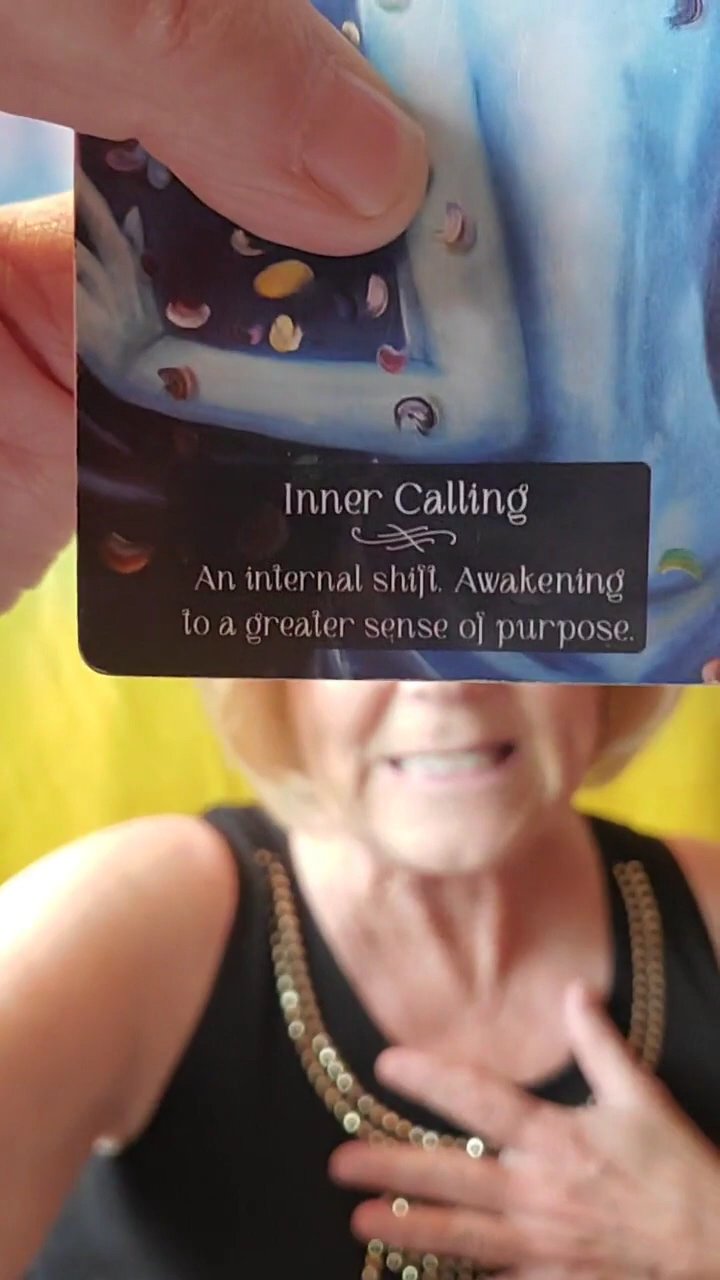 Inner Calling
An internal shift. Awakening
to a greater sense of purpose.